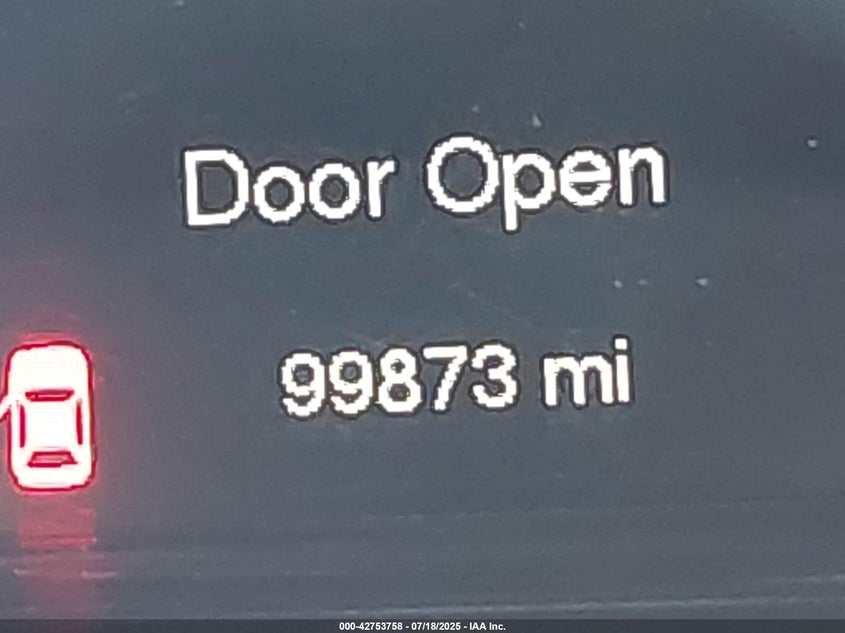 Door Open
99873 mi
000-42753758 - 07/18/2025 - IAA Inc.